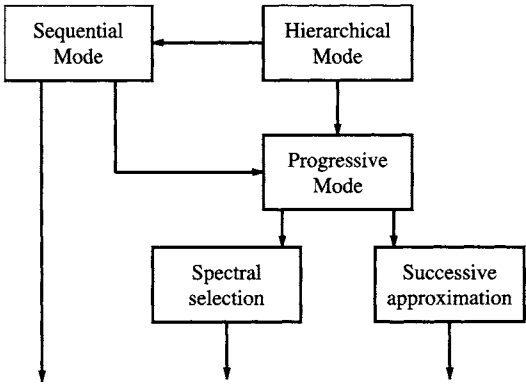 Sequential
Mode
Hierarchical
Mode
Progressive
Mode
Spectral
selection
Successive
approximation